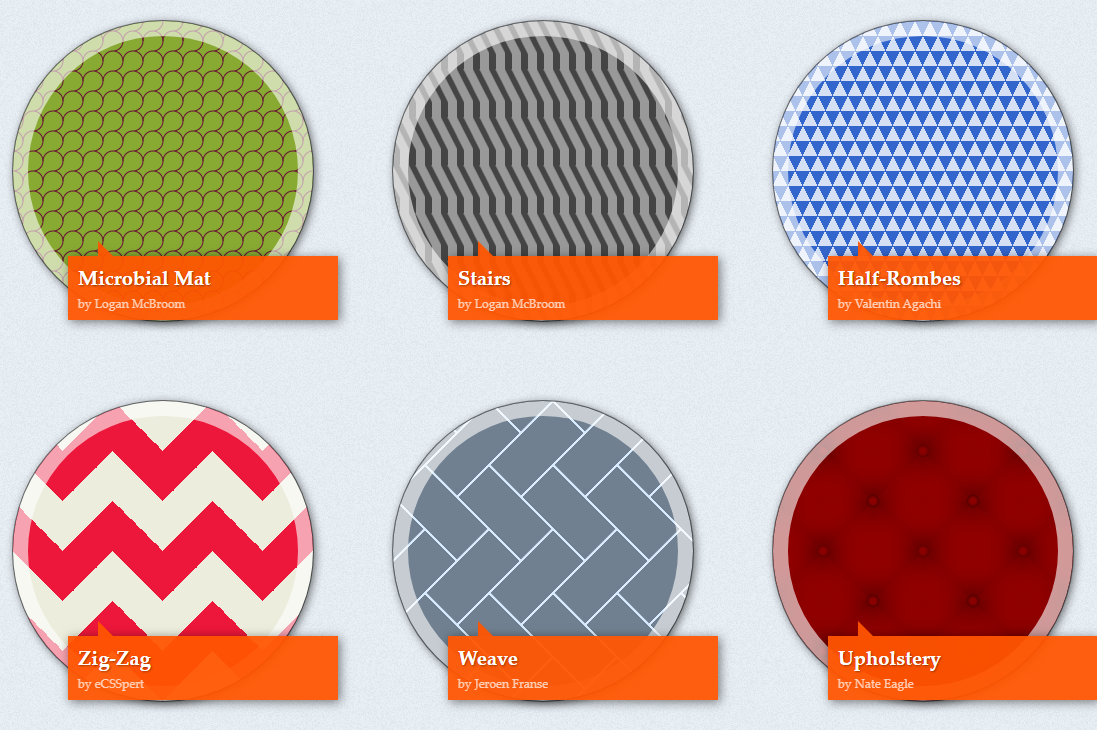 Microbial Mat
by Logan McBroom
Stairs
by Logan McBroom
Half-Rombes
by Valentin Agachi
Zig-Zag
by eCSSpert
Weave
by Jeroen Franse
Upholstery
by Nate Eagle